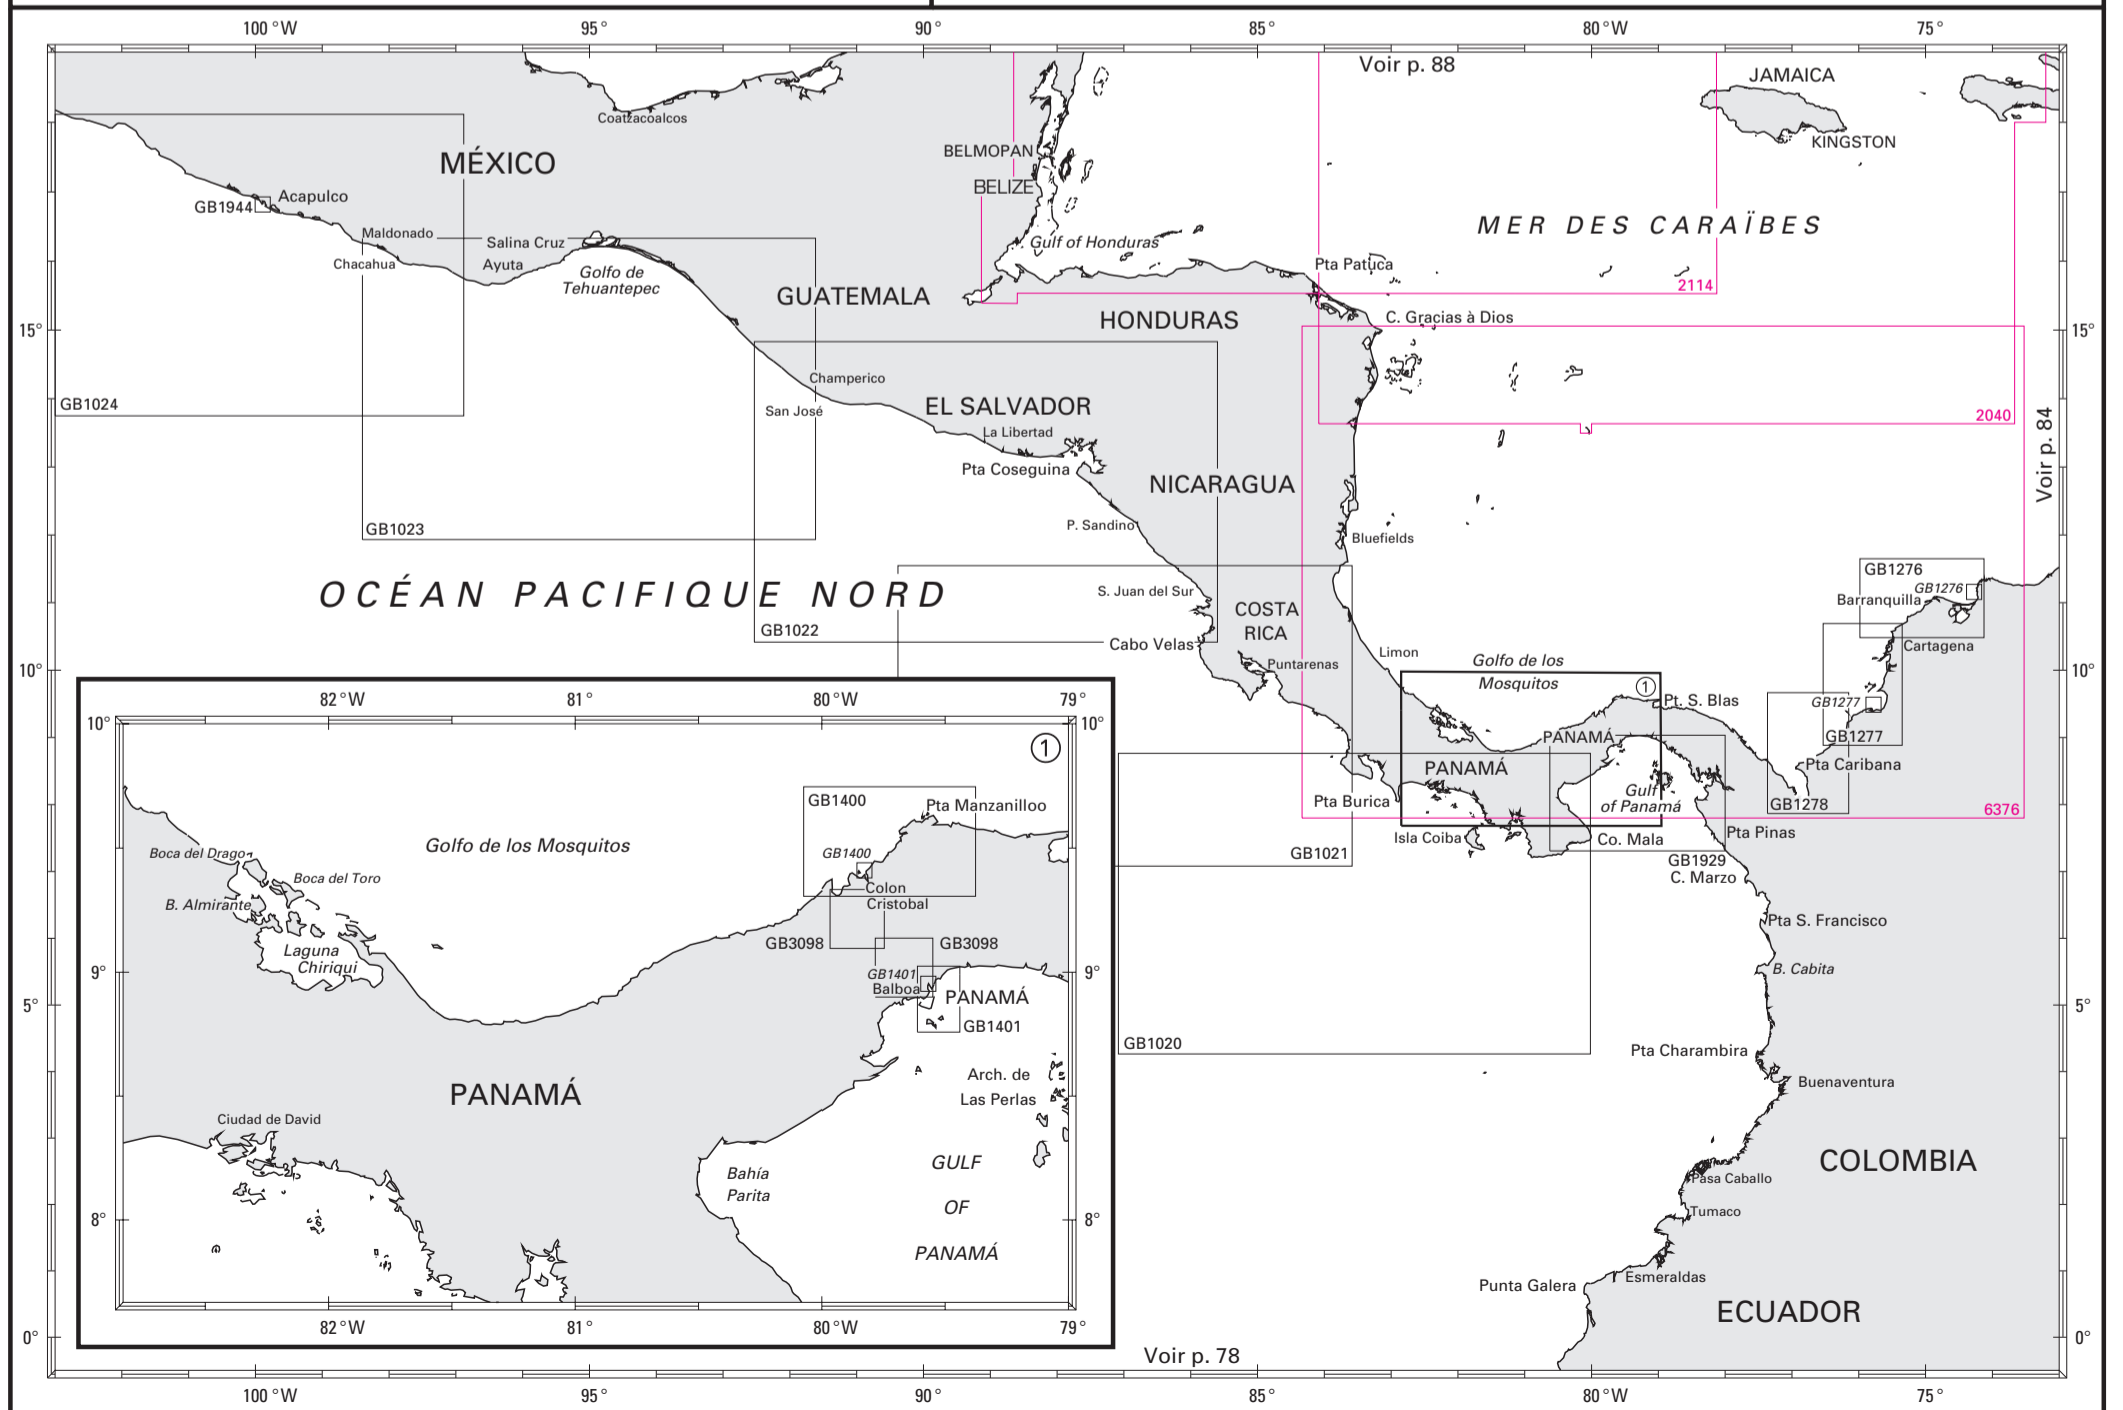 100 °W 95 ° 90 ° 85 ° 80 °W 75 °
Voir p. 88
JAMAICA
Coatzacoalcos
KINGSTON
BELMOPAN
MÉXICO
BELIZE
Acapulco
GB1944
MER DES CARAÏBES
Maldonado
Salina Cruz
Gulf of Honduras
Chacahua
Ayuta
Pta Patuca
Golfo de
Tehuantepec
2114
GUATEMALA
HONDURAS
C. Gracias à Dios
15° 15°
Champerico
GB1024
San José
EL SALVADOR
2040
La Libertad
Pta Coseguina
Voir p. 84
NICARAGUA
GB1023
P. Sandino
Bluefields
GB1276
OCÉAN PACIFIQUE NORD
S. Juan del Sur
GB1276
Barranquilla
COSTA
RICA
GB1022
Cabo Velas
Cartagena
Limon
Golfo de los
Mosquitos
Puntarenas
10° 10°
1
Pt. S. Blas
GB1277
GB1277
PANAMÁ
PANAMÁ
Pta Caribana
Gulf
of Panamá
Pta Burica
GB1278
6376
Isla Coiba
Co. Mala
Pta Pinas
GB1021
GB1929
C. Marzo
Pta S. Francisco
B. Cabita
5° 5°
GB1020
Pta Charambira
Buenaventura
COLOMBIA
Pasa Caballo
Tumaco
Esmeraldas
Punta Galera
ECUADOR
0° 0°
Voir p. 78
100 °W 95 ° 90 ° 85 ° 80 °W 75 °
82 °W 81° 80 °W 79°
10° 10°
1
GB1400
Pta Manzanilloo
Golfo de los Mosquitos
GB1400
Boca del Drago
Boca del Toro
Colon
Cristobal
B. Almirante
GB3098
GB3098
Laguna
Chiriqui
9° 9°
GB1401
Balboa
PANAMÁ
GB1401
Arch. de
Las Perlas
PANAMÁ
Ciudad de David
Bahía
Parita
GULF
OF
PANAMÁ
8° 8°
82 °W 81° 80 °W 79°